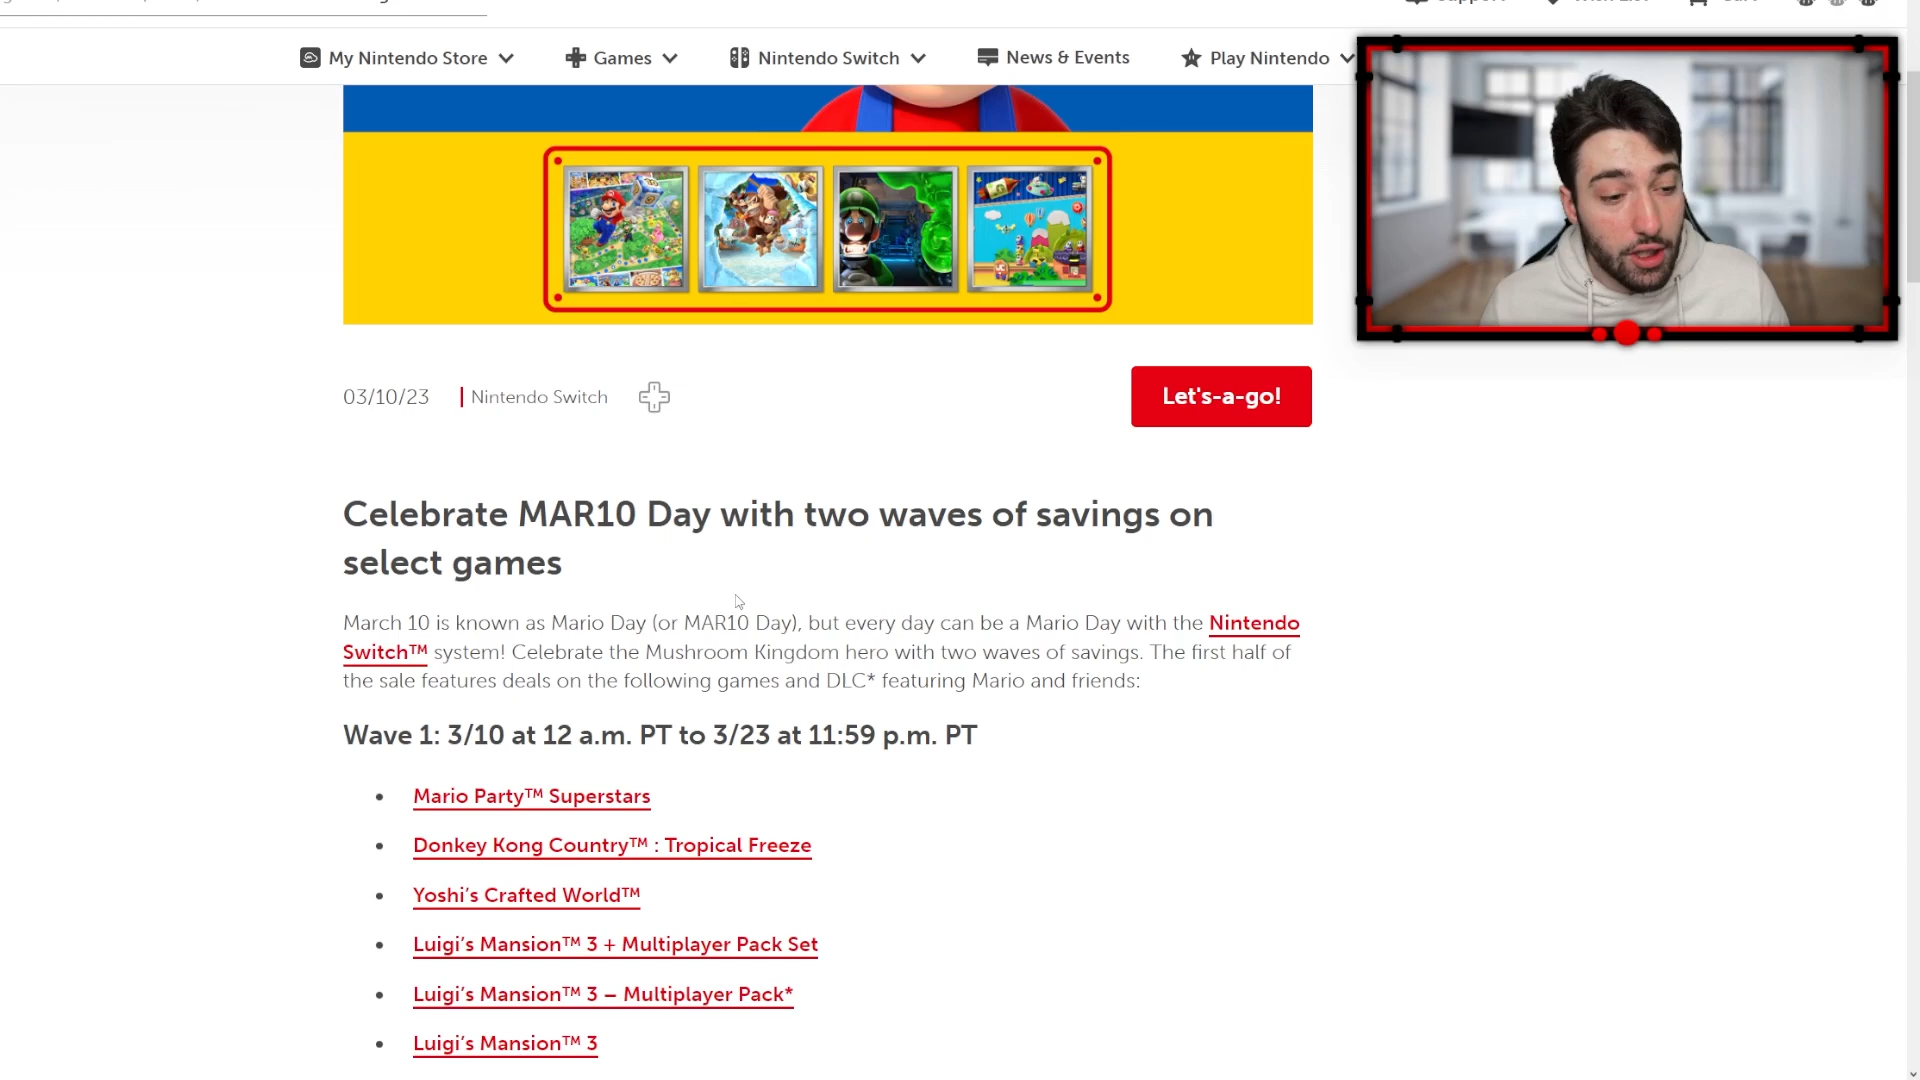 My Nintendo Store
Games
Nintendo Switch
News & Events
Play Nintendo
03/10/23
Nintendo Switch
Let's-a-go!
Celebrate MAR10 Day with two waves of savings on
select games
March 10 is known as Mario Day (or MAR10 Day), but every day can be a Mario Day with the Nintendo
Switch™ system! Celebrate the Mushroom Kingdom hero with two waves of savings. The first half of
the sale features deals on the following games and DLC* featuring Mario and friends:
Wave 1: 3/10 at 12 a.m. PT to 3/23 at 11:59 p.m. PT
• Mario Party™ Superstars
• Donkey Kong Country™ : Tropical Freeze
• Yoshi’s Crafted World™
• Luigi’s Mansion™ 3 + Multiplayer Pack Set
• Luigi’s Mansion™ 3 – Multiplayer Pack*
• Luigi’s Mansion™ 3